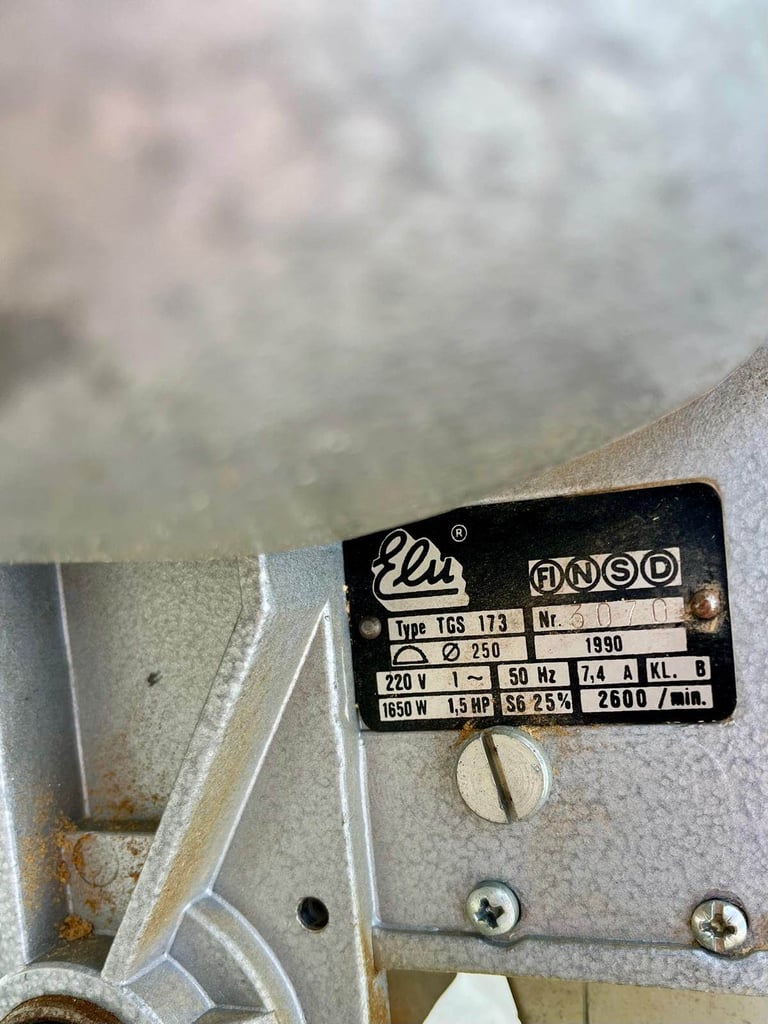 Elu ®
FI N S D
Type TGS 173 Nr. 3070
Ø 250 1990
220 V 1 ~ 50 Hz 7,4 A KL. B
1650 W 1,5 HP S6 25% 2600 /min.